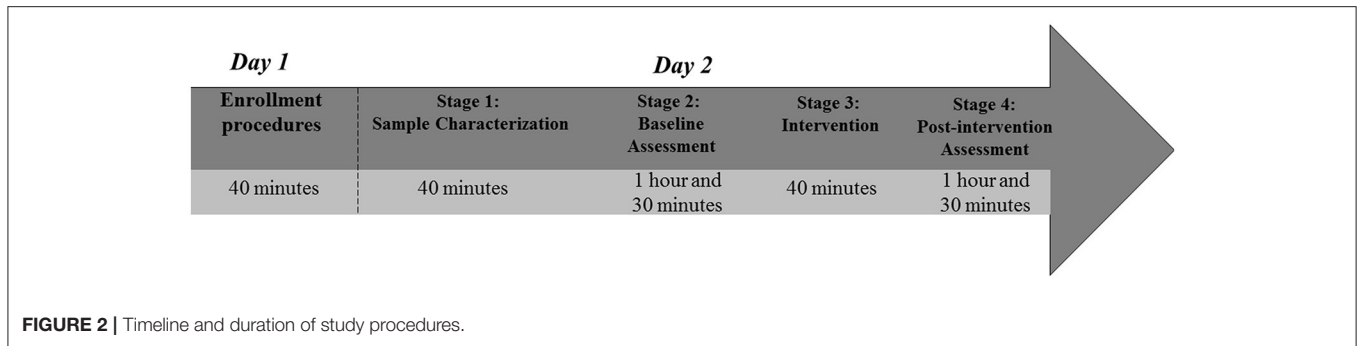 Day 1
Day 2
Enrollment
procedures
Stage 1:
Sample Characterization
Stage 2:
Baseline
Assessment
Stage 3:
Intervention
Stage 4:
Post-intervention
Assessment
40 minutes
40 minutes
1 hour and
30 minutes
40 minutes
1 hour and
30 minutes
FIGURE 2 | Timeline and duration of study procedures.